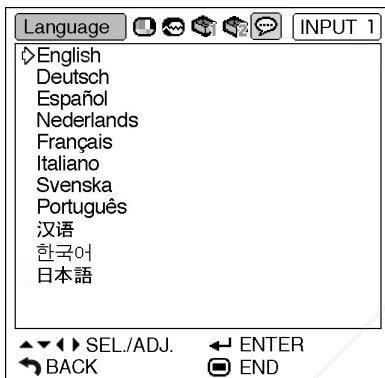 Language INPUT 1
English
Deutsch
Español
Nederlands
Français
Italiano
Svenska
Português
汉语
한국어
日本語
SEL./ADJ. ENTER
BACK END